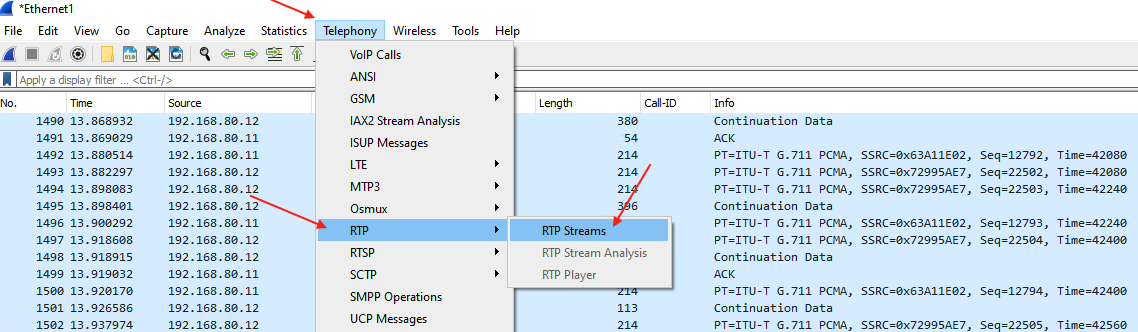 *Ethernet1
File Edit View Go Capture Analyze Statistics Telephony Wireless Tools Help
Apply a display filter ... <Ctrl-/>
VoIP Calls
ANSI
GSM
IAX2 Stream Analysis
ISUP Messages
LTE
MTP3
Osmux
RTP
RTSP
SCTP
SMPP Operations
UCP Messages
RTP Streams
RTP Stream Analysis
RTP Player
No. Time Source Length Call-ID Info
1490 13.868932 192.168.80.12 380 Continuation Data
1491 13.869029 192.168.80.11 54 ACK
1492 13.880514 192.168.80.11 214 PT=ITU-T G.711 PCMA, SSRC=0x63A11E02, Seq=12792, Time=42080
1493 13.882297 192.168.80.12 214 PT=ITU-T G.711 PCMA, SSRC=0x72995AE7, Seq=22502, Time=42080
1494 13.898083 192.168.80.12 214 PT=ITU-T G.711 PCMA, SSRC=0x72995AE7, Seq=22503, Time=42240
1495 13.898401 192.168.80.12 396 Continuation Data
1496 13.900292 192.168.80.11 PT=ITU-T G.711 PCMA, SSRC=0x63A11E02, Seq=12793, Time=42240
1497 13.918608 192.168.80.12 PT=ITU-T G.711 PCMA, SSRC=0x72995AE7, Seq=22504, Time=42400
1498 13.918915 192.168.80.12 Continuation Data
1499 13.919032 192.168.80.11 ACK
1500 13.920170 192.168.80.11 214 PT=ITU-T G.711 PCMA, SSRC=0x63A11E02, Seq=12794, Time=42400
1501 13.926586 192.168.80.12 113 Continuation Data
1502 13.937974 192.168.80.12 214 PT=ITU-T G.711 PCMA, SSRC=0x72995AE7, Seq=22505, Time=42560